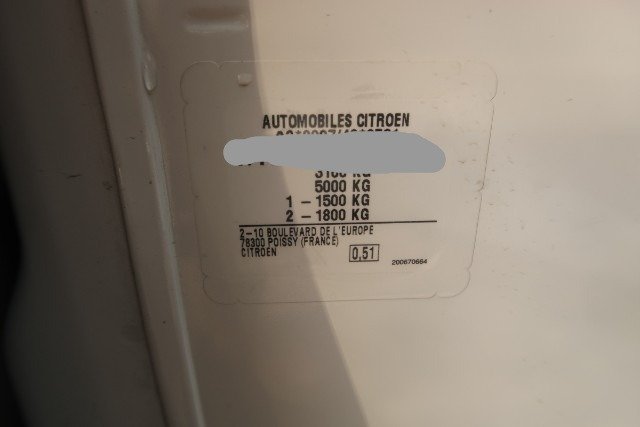 AUTOMOBILES CITROEN
3100 KG
5000 KG
1 – 1500 KG
2 – 1800 KG
2–10 BOULEVARD DE L'EUROPE
78300 POISSY (FRANCE)
CITROEN 0,51
200670664